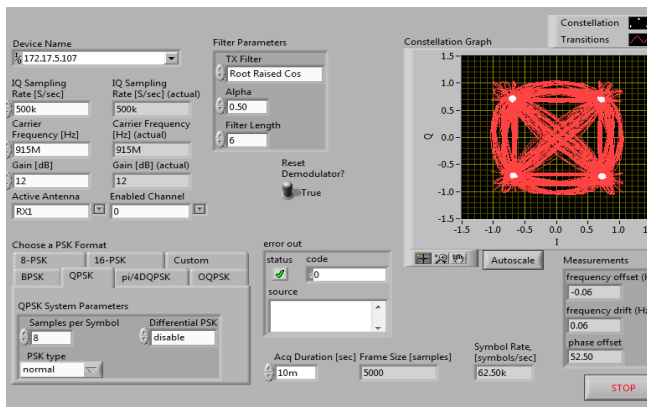 Constellation
Transitions
Device Name
172.17.5.107
Filter Parameters
TX Filter
Root Raised Cos
Alpha
0.50
Filter Length
6
IQ Sampling
Rate [S/sec]
500k
IQ Sampling
Rate [S/sec] (actual)
500k
Carrier
Frequency [Hz]
915M
Carrier Frequency
[Hz] (actual)
915M
Gain [dB]
12
Gain [dB] (actual)
12
Active Antenna
RX1
Enabled Channel
0
Reset
Demodulator?
True
Constellation Graph
1.5
1.0
0.5
0.0
-0.5
-1.0
-1.5
Q
-1.5 -1.0 -0.5 0.0 0.5 1.0
I
Autoscale
Choose a PSK Format
8-PSK 16-PSK Custom
BPSK QPSK pi/4DQPSK OQPSK
QPSK System Parameters
Samples per Symbol
8
Differential PSK
disable
PSK type
normal
error out
status code
0
source
Acq Duration [sec]
10m
Frame Size [samples]
5000
Symbol Rate,
[symbols/sec]
62.50k
Measurements
frequency offset (H
-0.06
frequency drift (Hz
0.06
phase offset
52.50
STOP